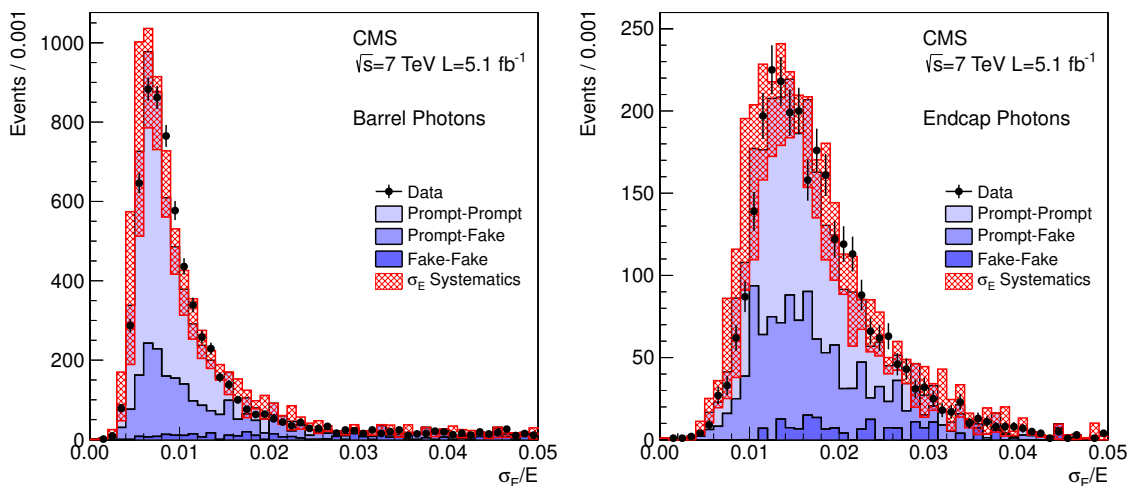 Events / 0.001
1000
800
600
400
200
0
CMS
√s=7 TeV L=5.1 fb⁻¹
Barrel Photons
Data
Prompt-Prompt
Prompt-Fake
Fake-Fake
σE Systematics
0.00 0.01 0.02 0.03 0.04 0.05
σE/E
Events / 0.001
260
200
150
100
50
0
CMS
√s=7 TeV L=5.1 fb⁻¹
Endcap Photons
Data
Prompt-Prompt
Prompt-Fake
Fake-Fake
σE Systematics
0.00 0.01 0.02 0.03 0.04 0.05
σE/E